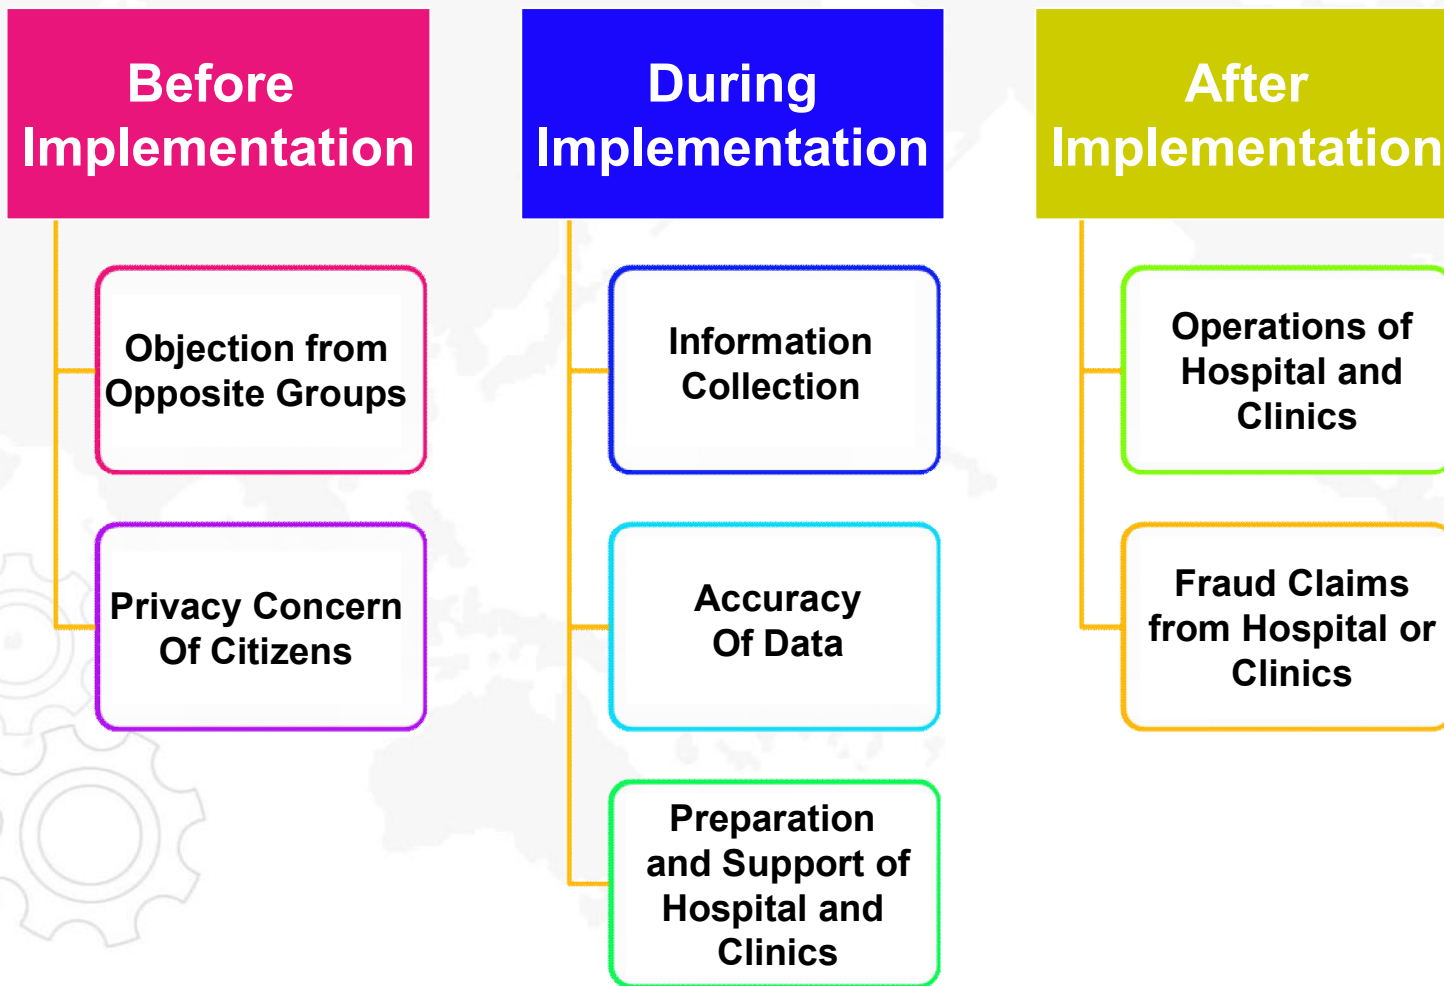 Before
Implementation
Objection from
Opposite Groups
Privacy Concern
Of Citizens
During
Implementation
Information
Collection
Accuracy
Of Data
Preparation
and Support of
Hospital and
Clinics
After
Implementation
Operations of
Hospital and
Clinics
Fraud Claims
from Hospital or
Clinics